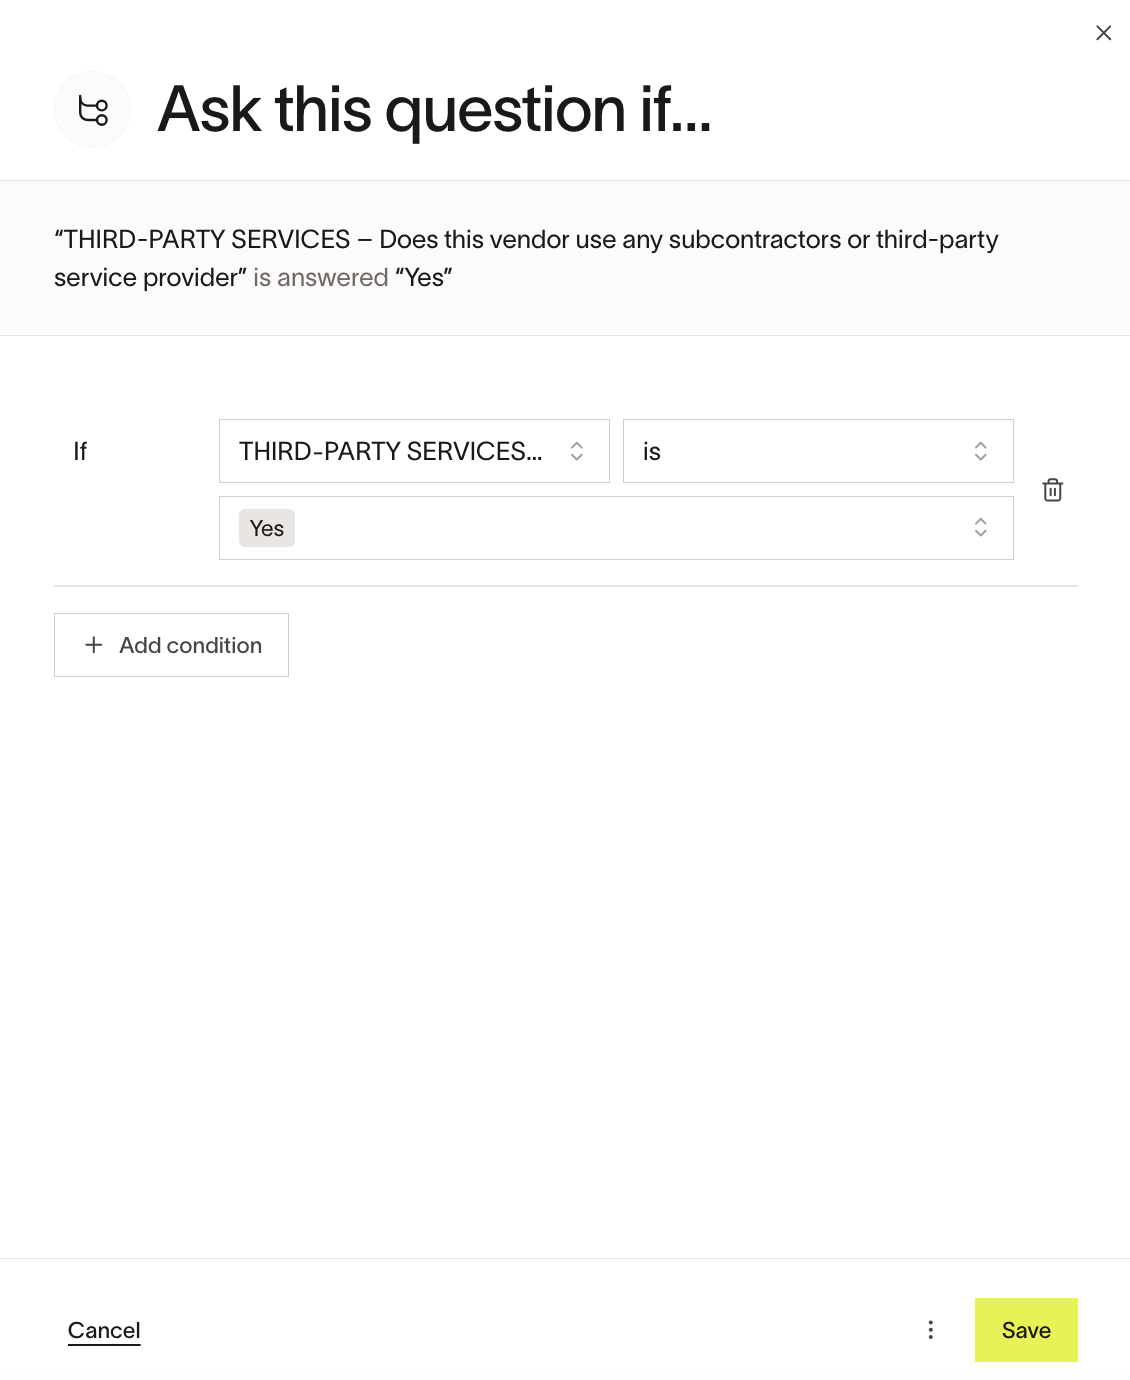 Ask this question if...
“THIRD-PARTY SERVICES – Does this vendor use any subcontractors or third-party
service provider” is answered “Yes”
If
THIRD-PARTY SERVICES...
is
Yes
Add condition
Cancel
Save